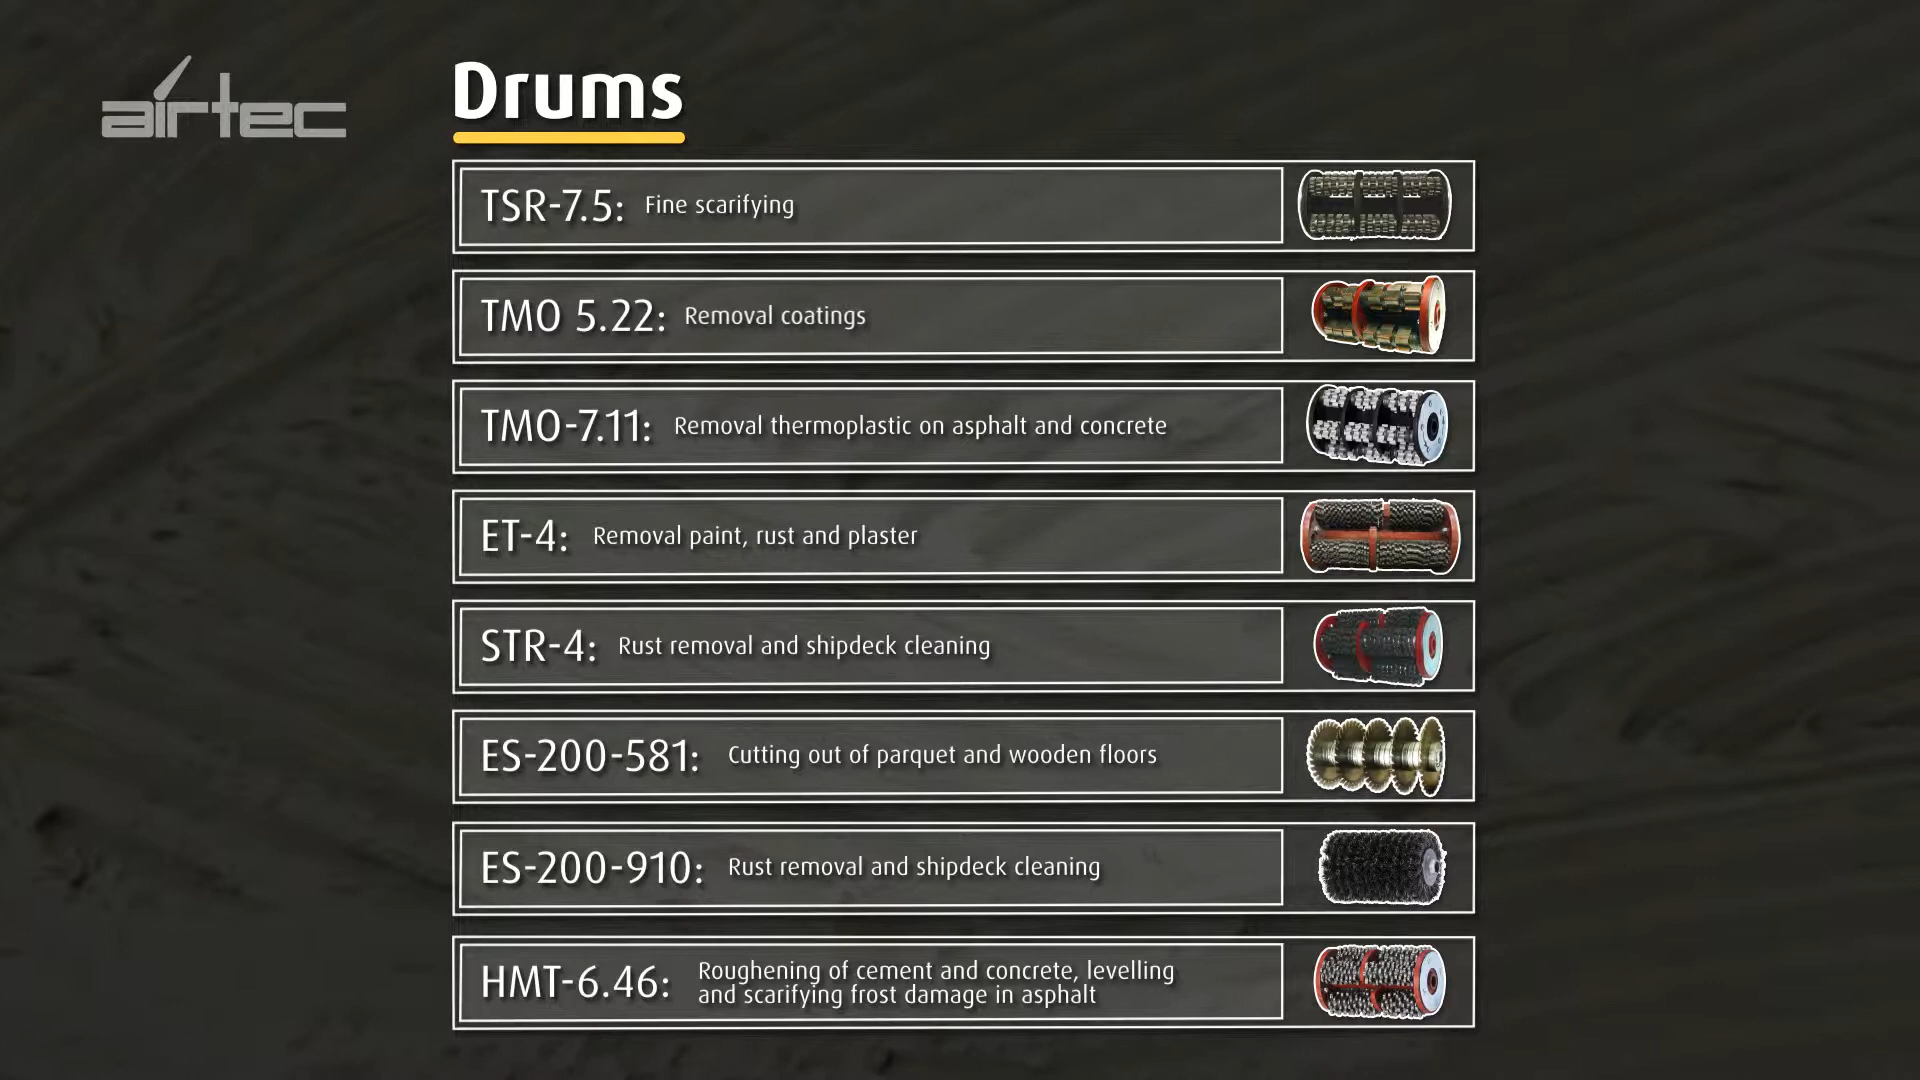 airtec
Drums
TSR-7.5: Fine scarifying
TMO 5.22: Removal coatings
TMO-7.11: Removal thermoplastic on asphalt and concrete
ET-4: Removal paint, rust and plaster
STR-4: Rust removal and shipdeck cleaning
ES-200-581: Cutting out of parquet and wooden floors
ES-200-910: Rust removal and shipdeck cleaning
HMT-6.46: Roughening of cement and concrete, levelling
and scarifying frost damage in asphalt